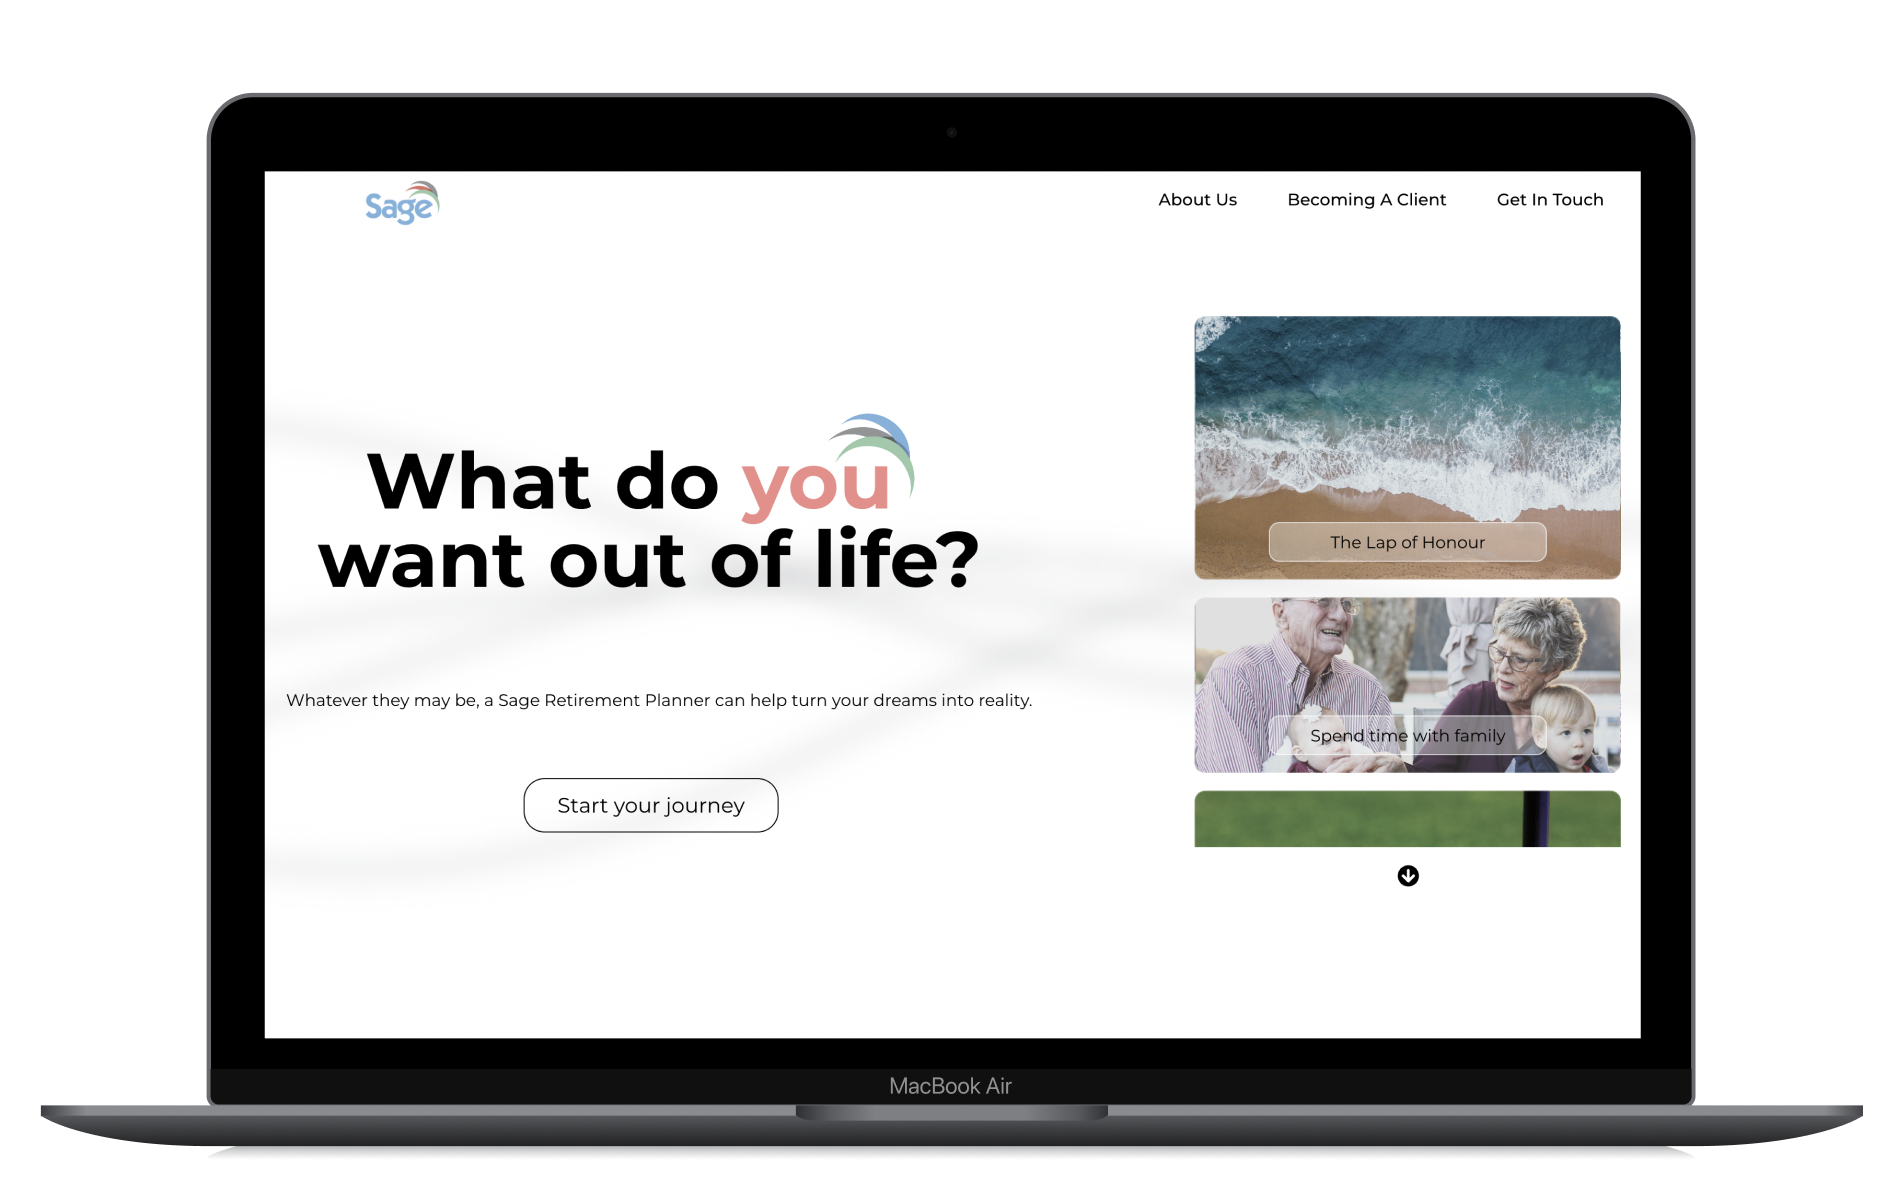 Sage
About Us
Becoming A Client
Get In Touch
What do you
want out of life?
Whatever they may be, a Sage Retirement Planner can help turn your dreams into reality.
Start your journey
The Lap of Honour
Spend time with family
MacBook Air